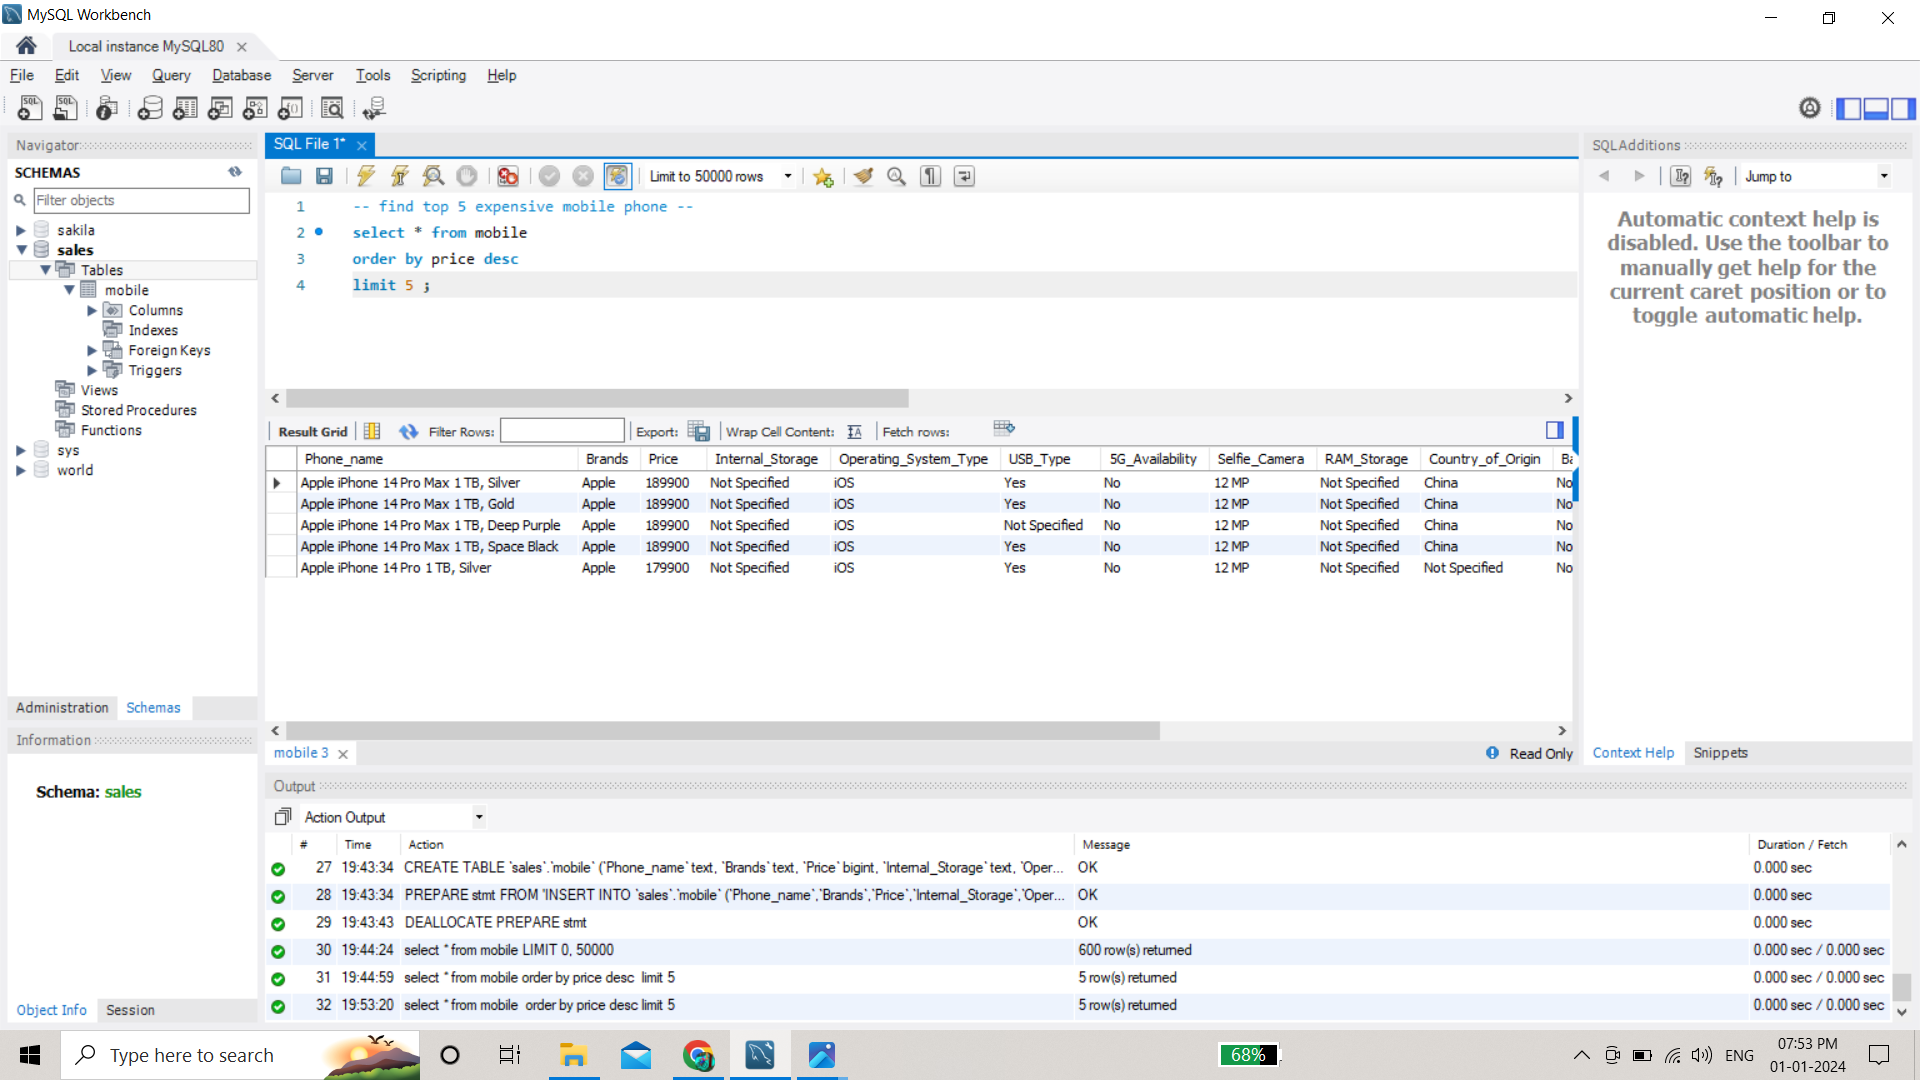 MySQL Workbench
Local instance MySQL80
File Edit View Query Database Server Tools Scripting Help
Navigator
SCHEMAS
Filter objects
sakila
sales
Tables
mobile
Columns
Indexes
Foreign Keys
Triggers
Views
Stored Procedures
Functions
sys
world
Administration Schemas
Information
Schema: sales
Object Info Session
SQL File 1*
Limit to 50000 rows
1 -- find top 5 expensive mobile phone --
2 select * from mobile
3 order by price desc
4 limit 5 ;
Result Grid Filter Rows: Export: Wrap Cell Content: Fetch rows:
Phone_name Brands Price Internal_Storage Operating_System_Type USB_Type 5G_Availability Selfie_Camera RAM_Storage Country_of_Origin Ba
Apple iPhone 14 Pro Max 1 TB, Silver Apple 189900 Not Specified iOS Yes No 12 MP Not Specified China No
Apple iPhone 14 Pro Max 1 TB, Gold Apple 189900 Not Specified iOS Yes No 12 MP Not Specified China No
Apple iPhone 14 Pro Max 1 TB, Deep Purple Apple 189900 Not Specified iOS Not Specified No 12 MP Not Specified China No
Apple iPhone 14 Pro Max 1 TB, Space Black Apple 189900 Not Specified iOS Yes No 12 MP Not Specified China No
Apple iPhone 14 Pro 1 TB, Silver Apple 179900 Not Specified iOS Yes No 12 MP Not Specified Not Specified No
mobile 3
Read Only
SQLAdditions
Jump to
Automatic context help is
disabled. Use the toolbar to
manually get help for the
current caret position or to
toggle automatic help.
Context Help Snippets
Output
Action Output
# Time Action Message Duration / Fetch
27 19:43:34 CREATE TABLE `sales`.`mobile` (`Phone_name` text, `Brands` text, `Price` bigint, `Internal_Storage` text, `Oper... OK 0.000 sec
28 19:43:34 PREPARE stmt FROM 'INSERT INTO `sales`.`mobile` (`Phone_name`,`Brands`,`Price`,`Internal_Storage`,`Oper... OK 0.000 sec
29 19:43:43 DEALLOCATE PREPARE stmt OK 0.000 sec
30 19:44:24 select * from mobile LIMIT 0, 50000 600 row(s) returned 0.000 sec / 0.000 sec
31 19:44:59 select * from mobile order by price desc limit 5 5 row(s) returned 0.000 sec / 0.000 sec
32 19:53:20 select * from mobile order by price desc limit 5 5 row(s) returned 0.000 sec / 0.000 sec
Type here to search
68%
ENG
07:53 PM
01-01-2024